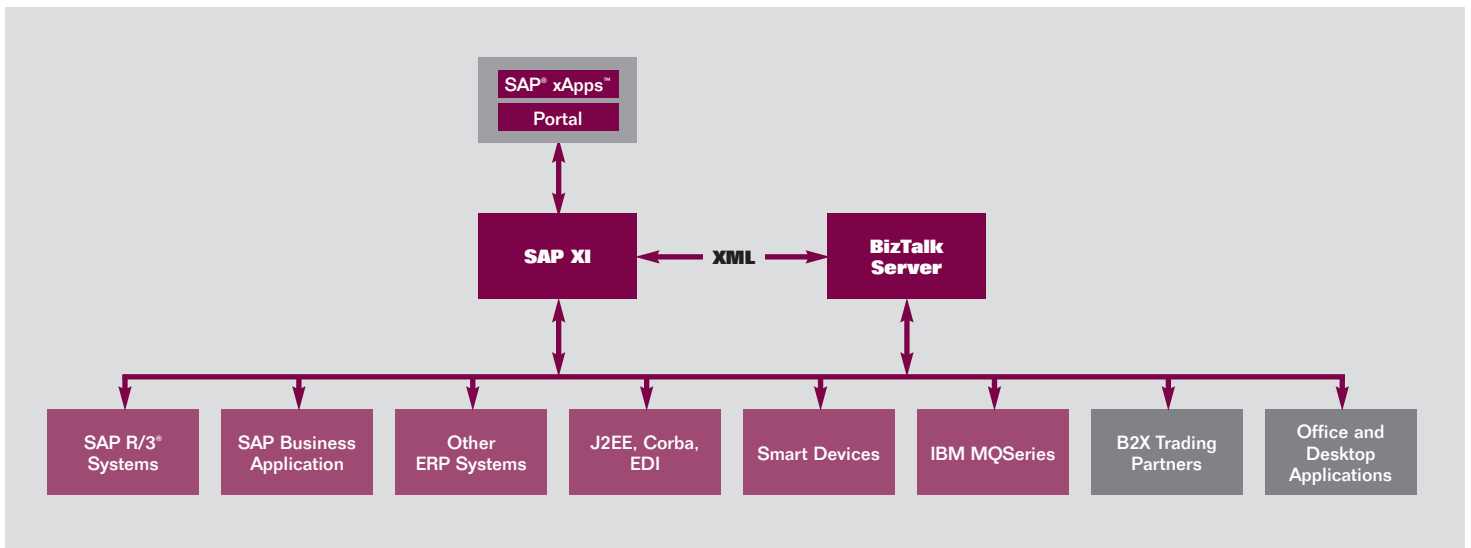 SAP® xApps™
Portal
SAP XI
XML
BizTalk
Server
SAP R/3®
Systems
SAP Business
Application
Other
ERP Systems
J2EE, Corba,
EDI
Smart Devices
IBM MQSeries
B2X Trading
Partners
Office and
Desktop
Applications